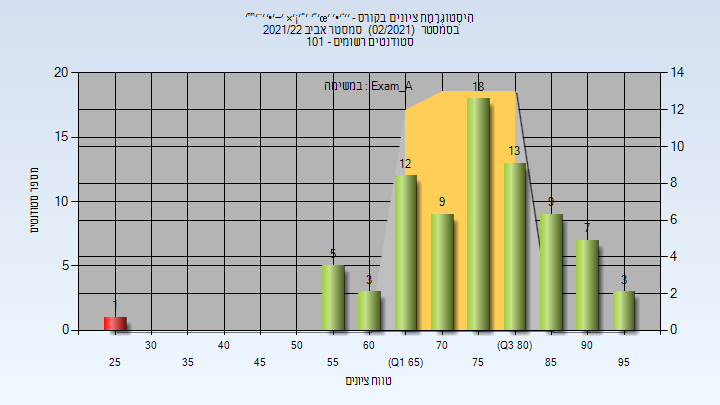 היסטוגרמת ציונים בקורס -
בסמסטר (02/2021) סמסטר אביב 2021/22
סטודנטים רשומים - 101
במשימה : Exam_A
20 15 10 5 0
14 12 10 8 6 4 2 0
מספר סטודנטים
1 5 3 12 9 18 13 9 7 3
30 40 50 60 70 (Q3 80) 90
25 35 45 55 (Q1 65) 75 85 95
טווח ציונים